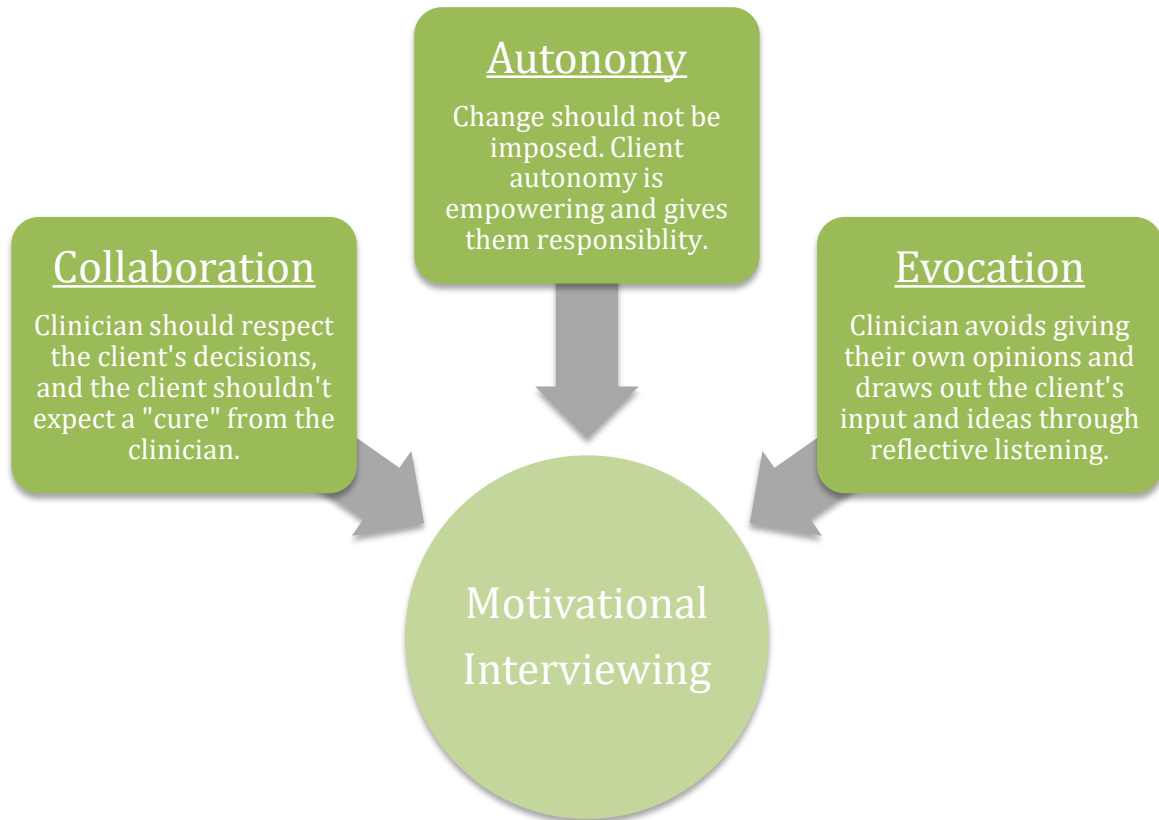 Autonomy
Change should not be
imposed. Client
autonomy is
empowering and gives
them responsiblity.
Collaboration
Clinician should respect
the client's decisions,
and the client shouldn't
expect a "cure" from the
clinician.
Evocation
Clinician avoids giving
their own opinions and
draws out the client's
input and ideas through
reflective listening.
Motivational
Interviewing